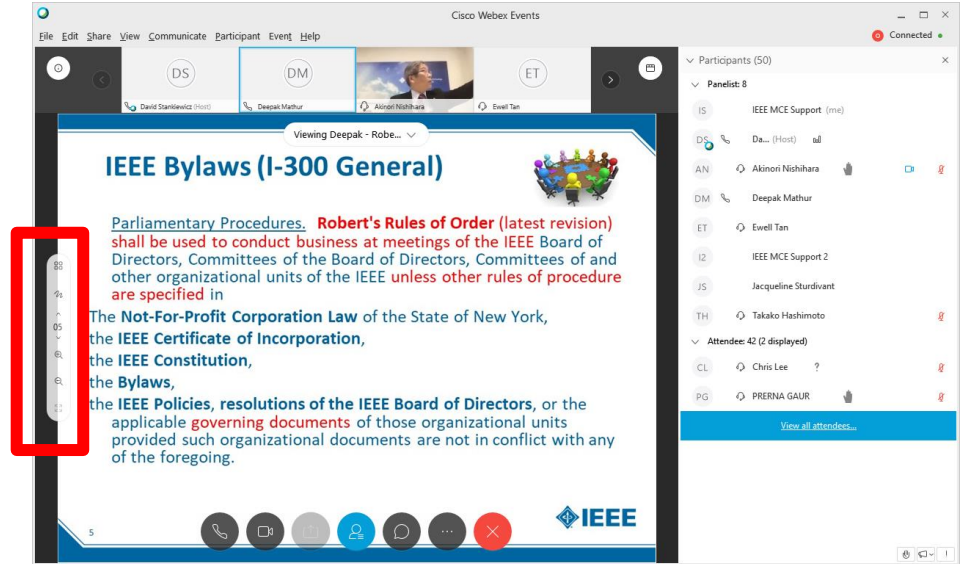 Cisco Webex Events
File Edit Share View Communicate Participant Event Help
Connected
DS
David Stankiewicz (Host)
DM
Deepak Mathur
Akinori Nishihara
ET
Ewell Tan
Viewing Deepak - Robe...
IEEE Bylaws (I-300 General)
Parliamentary Procedures. Robert's Rules of Order (latest revision)
shall be used to conduct business at meetings of the IEEE Board of
Directors, Committees of the Board of Directors, Committees of and
other organizational units of the IEEE unless other rules of procedure
are specified in
The Not-For-Profit Corporation Law of the State of New York,
the IEEE Certificate of Incorporation,
the IEEE Constitution,
the Bylaws,
the IEEE Policies, resolutions of the IEEE Board of Directors, or the
applicable governing documents of those organizational units
provided such organizational documents are not in conflict with any
of the foregoing.
05
5
IEEE
Participants (50)
Panelist: 8
IS IEEE MCE Support (me)
DS Da... (Host)
AN Akinori Nishihara
DM Deepak Mathur
ET Ewell Tan
I2 IEEE MCE Support 2
JS Jacqueline Sturdivant
TH Takako Hashimoto
Attendee: 42 (2 displayed)
CL Chris Lee ?
PG PRERNA GAUR
View all attendees...